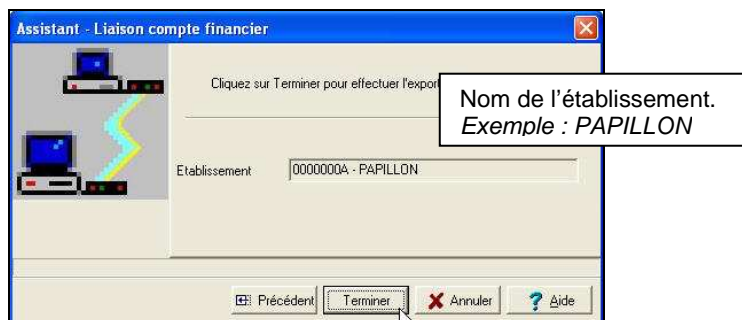 Assistant - Liaison compte financier
Cliquez sur Terminer pour effectuer l'export
Nom de l’établissement.
Exemple : PAPILLON
Etablissement
0000000A - PAPILLON
Précédent
Terminer
Annuler
Aide